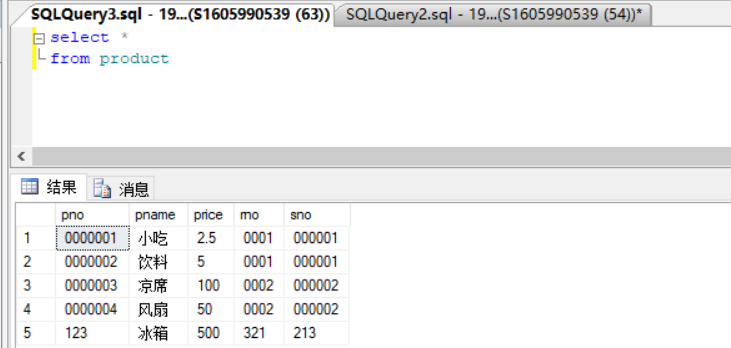 SQLQuery3.sql - 19...(S1605990539 (63)) SQLQuery2.sql - 19...(S1605990539 (54))*
select *
from product
结果 消息
pno pname price mo sno
1 0000001 小吃 2.5 0001 000001
2 0000002 饮料 5 0001 000001
3 0000003 凉席 100 0002 000002
4 0000004 风扇 50 0002 000002
5 123 冰箱 500 321 213